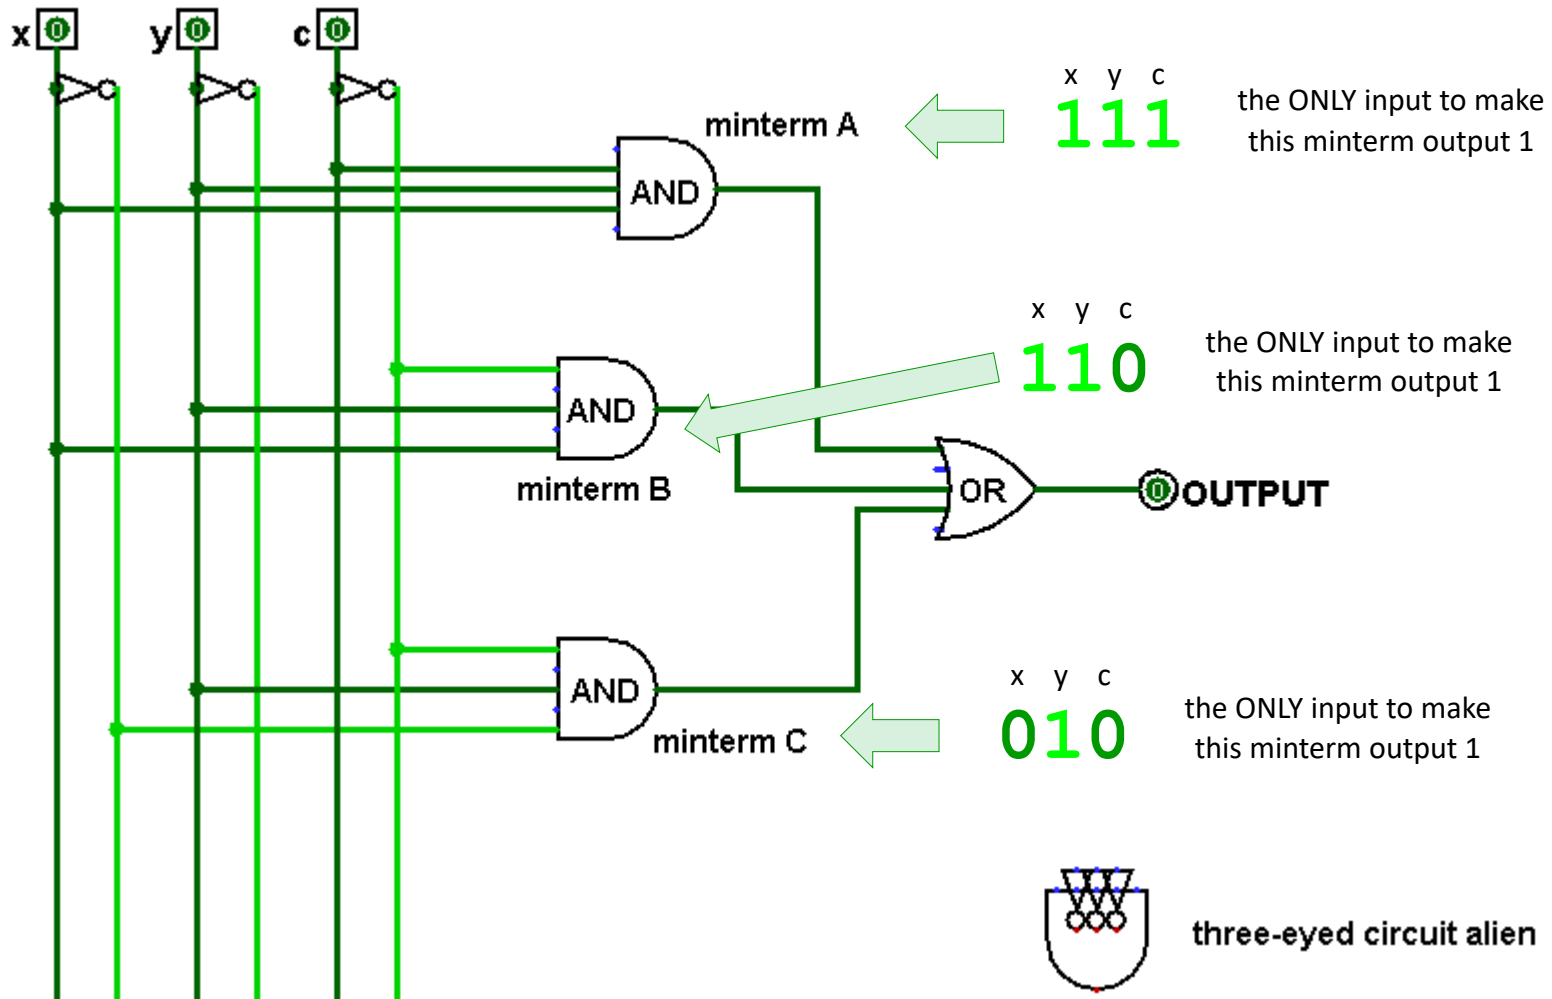 x 0 y 0 c 0
x y c
minterm A
111
the ONLY input to make
this minterm output 1
AND
x y c
110
the ONLY input to make
this minterm output 1
AND
minterm B
OR
0 OUTPUT
x y c
010
the ONLY input to make
this minterm output 1
AND
minterm C
three-eyed circuit alien